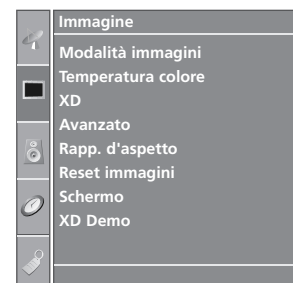 Immagine
Modalità immagini
Temperatura colore
XD
Avanzato
Rapp. d'aspetto
Reset immagini
Schermo
XD Demo